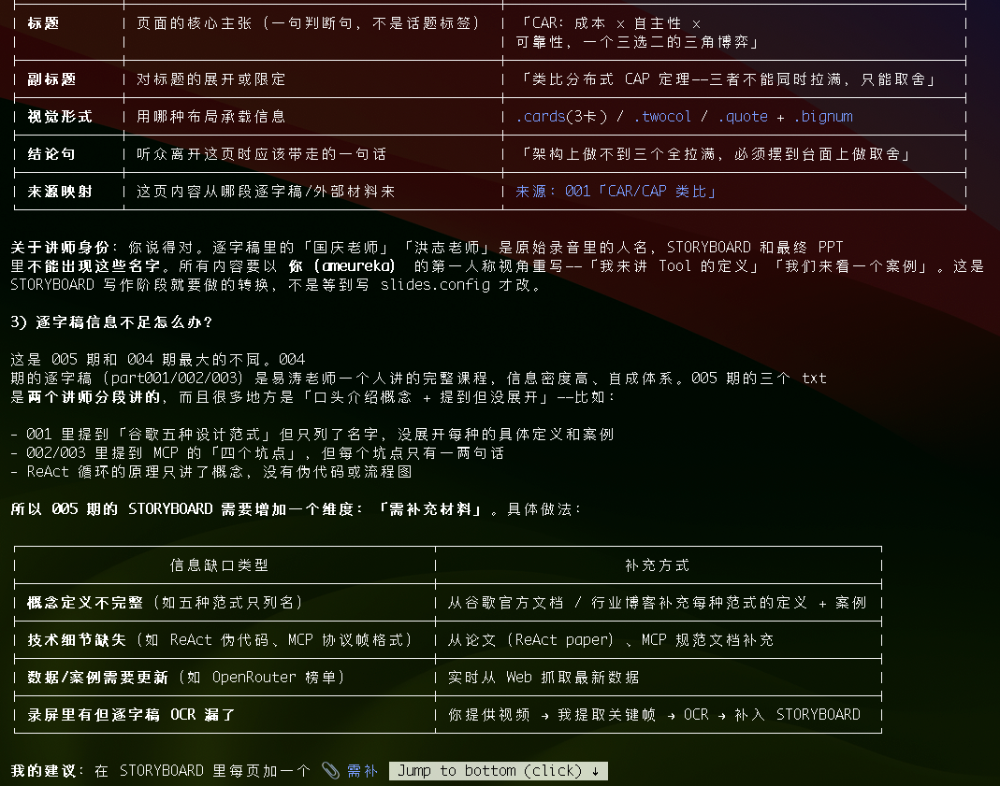 标题 页面的核心主张（一句判断句，不是话题标签） 「CAR: 成本 × 自主性 ×
可靠性，一个三选二的三角博弈」
副标题 对标题的展开或限定 「类比分布式 CAP 定理——三者不能同时拉满，只能取舍」
视觉形式 用哪种布局承载信息 .cards(3卡) / .twocol / .quote + .bignum
结论句 听众离开这页时应该带走的一句话 「架构上做不到三个全拉满，必须摆到台面上做取舍」
来源映射 这页内容从哪段逐字稿/外部材料来 来源: 001「CAR/CAP 类比」
关于讲师身份: 你说得对。逐字稿里的「国庆老师」「洪志老师」是原始录音里的人名，STORYBOARD 和最终 PPT
里不能出现这些名字。所有内容要以 你（ameureka） 的第一人称视角重写——「我来讲 Tool 的定义」「我们来看一个案例」。这是
STORYBOARD 写作阶段就要做的转换，不是等到写 slides.config 才改。
3) 逐字稿信息不足怎么办?
这是 005 期和 004 期最大的不同。004
期的逐字稿（part001/002/003）是易涛老师一个人讲的完整课程，信息密度高、自成体系。005 期的三个 txt
是两个讲师分段讲的，而且很多地方是「口头介绍概念 + 提到但没展开」——比如:
- 001 里提到「谷歌五种设计范式」但只列了名字，没展开每种的具体定义和案例
- 002/003 里提到 MCP 的「四个坑点」，但每个坑点只有一两句话
- ReAct 循环的原理只讲了概念，没有伪代码或流程图
所以 005 期的 STORYBOARD 需要增加一个维度: 「需补充材料」。具体做法:
信息缺口类型 补充方式
概念定义不完整（如五种范式只列名） 从谷歌官方文档 / 行业博客补充每种范式的定义 + 案例
技术细节缺失（如 ReAct 伪代码、MCP 协议帧格式） 从论文（ReAct paper）、MCP 规范文档补充
数据/案例需要更新（如 OpenRouter 榜单） 实时从 Web 抓取最新数据
录屏里有但逐字稿 OCR 漏了 你提供视频 → 我提取关键帧 → OCR → 补入 STORYBOARD
我的建议: 在 STORYBOARD 里每页加一个 📎 需补 Jump to bottom (click) ↓